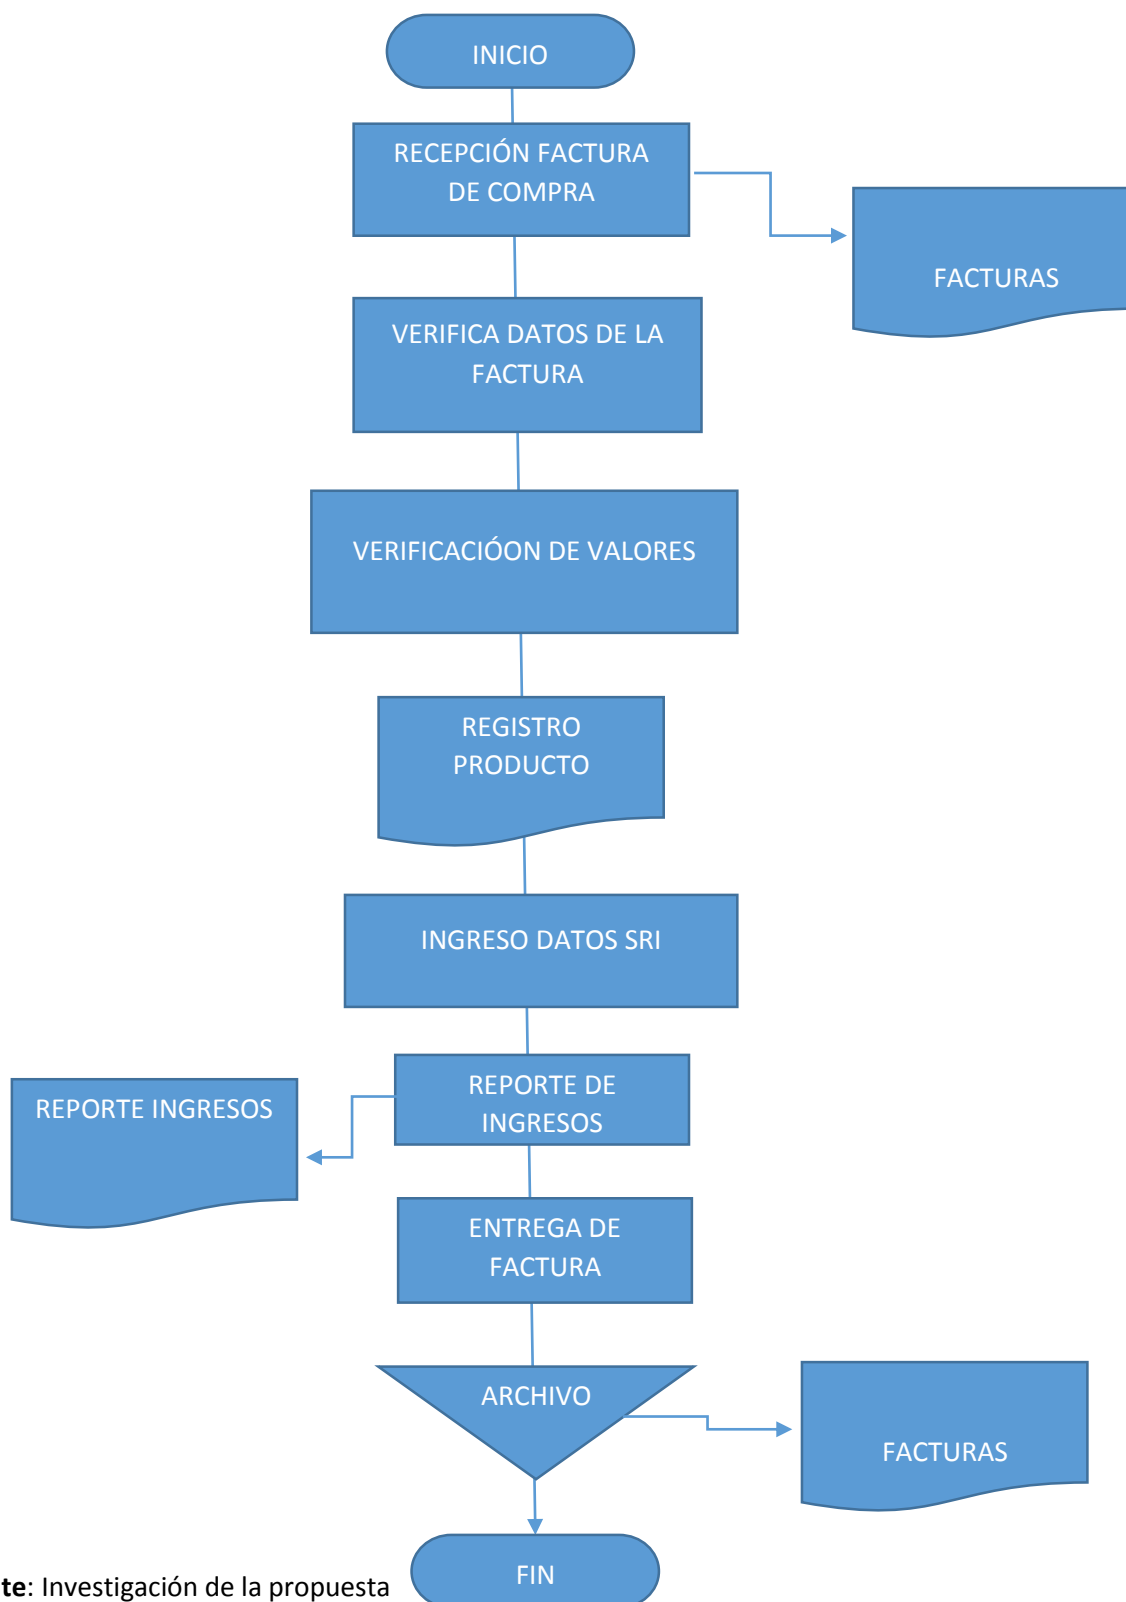 INICIO
RECEPCIÓN FACTURA
DE COMPRA
FACTURAS
VERIFICA DATOS DE LA
FACTURA
VERIFICACIÓON DE VALORES
REGISTRO
PRODUCTO
INGRESO DATOS SRI
REPORTE DE
INGRESOS
REPORTE INGRESOS
ENTREGA DE
FACTURA
ARCHIVO
FACTURAS
FIN
te: Investigación de la propuesta